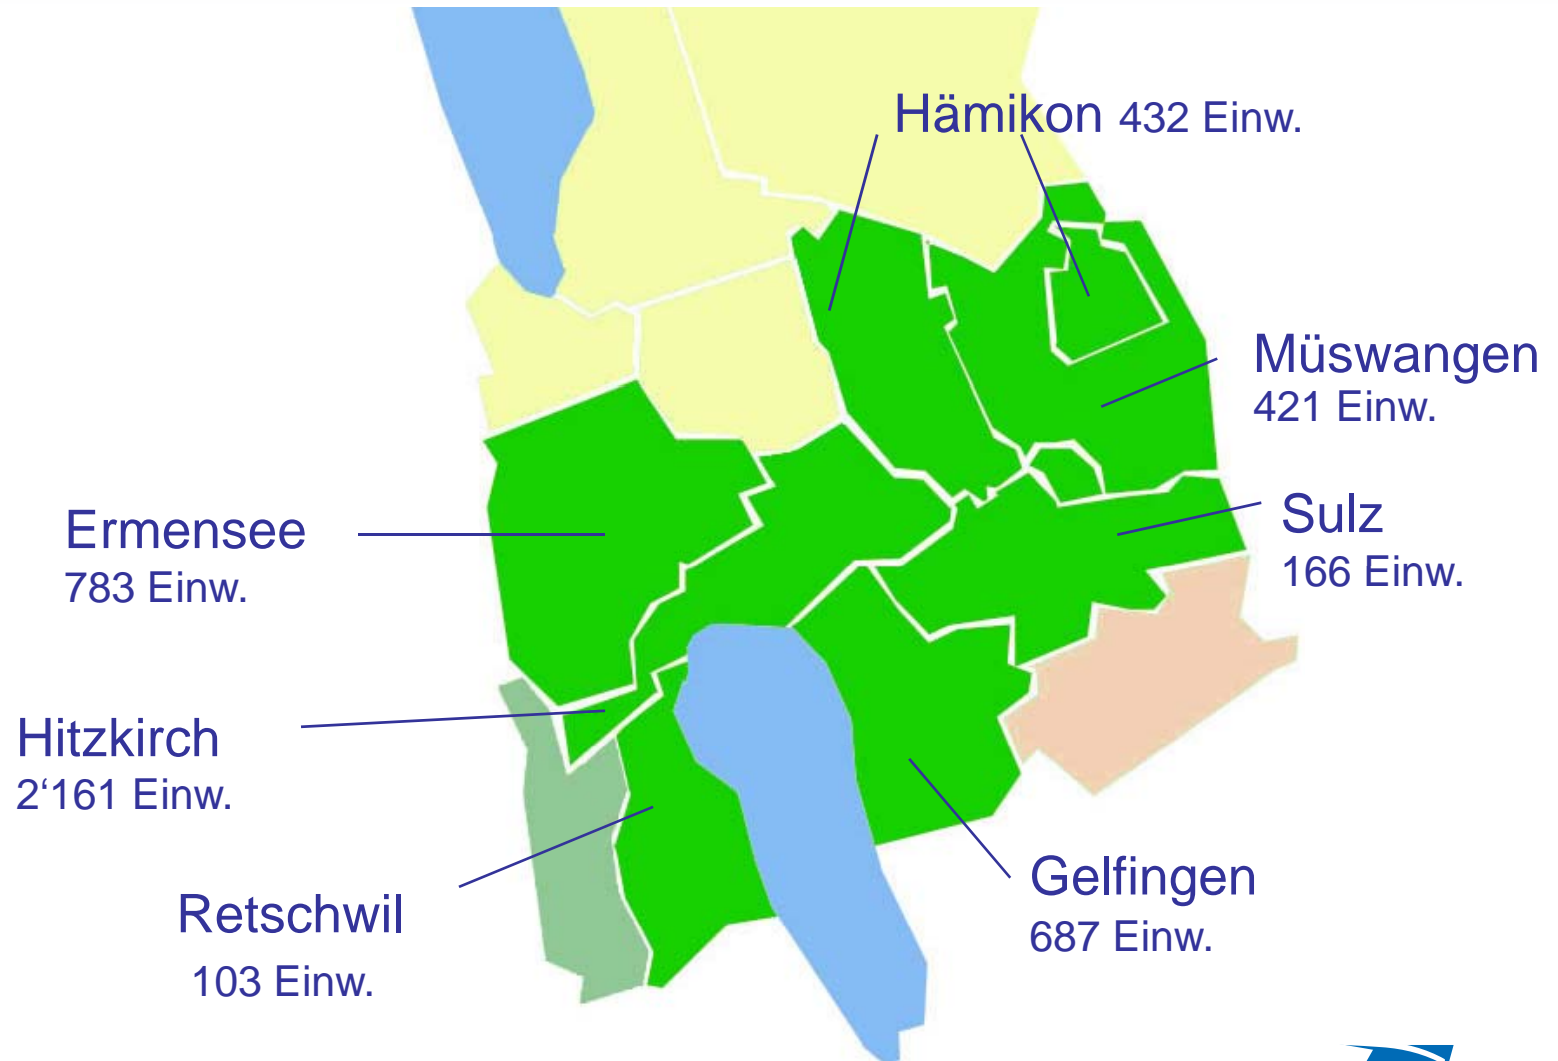 Hämikon 432 Einw.
Müswangen
421 Einw.
Sulz
166 Einw.
Ermensee
783 Einw.
Hitzkirch
2‘161 Einw.
Gelfingen
687 Einw.
Retschwil
103 Einw.